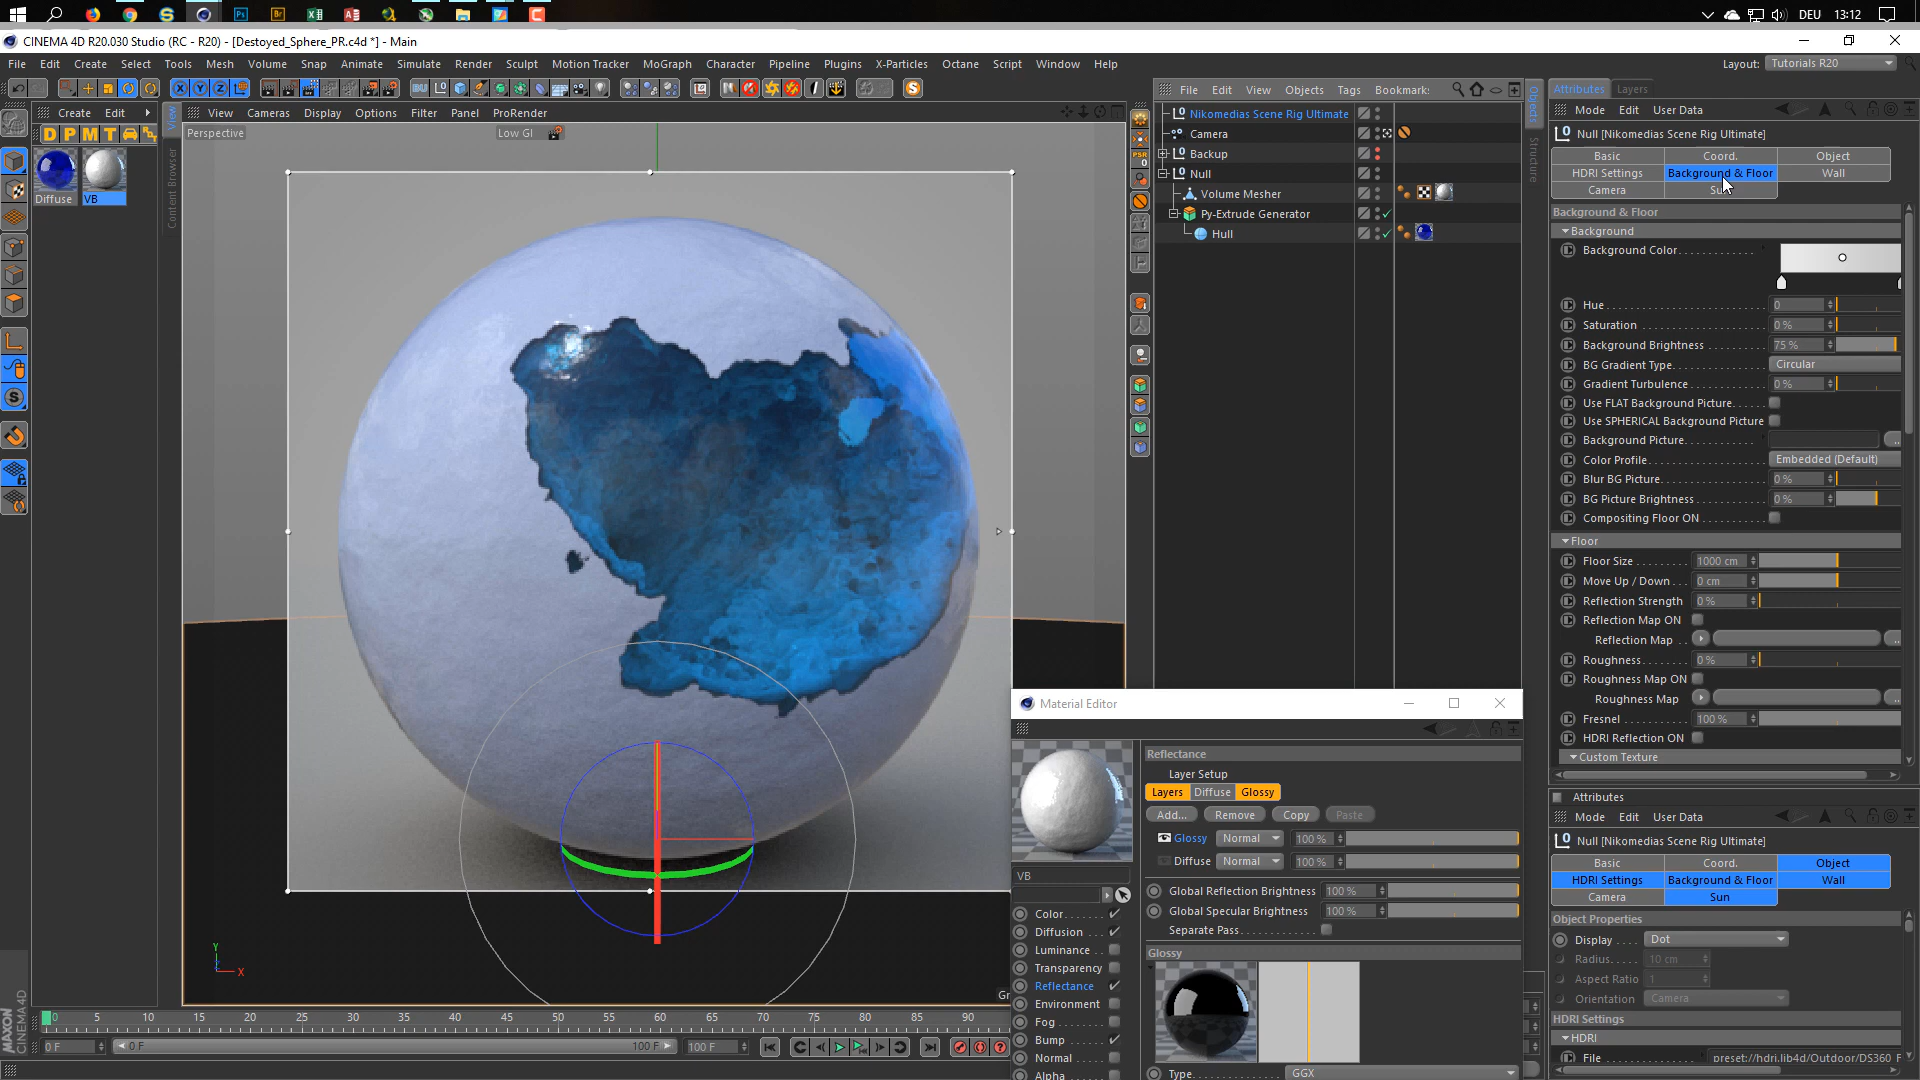 DEU 13:12
CINEMA 4D R20.030 Studio (RC - R20) - [Destoyed_Sphere_PR.c4d *] - Main
File Edit Create Select Tools Mesh Volume Snap Animate Simulate Render Sculpt Motion Tracker MoGraph Character Pipeline Plugins X-Particles Octane Script Window Help
Layout: Tutorials R20
Create Edit
D P M T
Diffuse VB
Content Browser
View
View Cameras Display Options Filter Panel ProRender
Perspective
Low GI
File Edit View Objects Tags Bookmarks
Nikomedias Scene Rig Ultimate
Camera
Backup
Null
Volume Mesher
Py-Extrude Generator
Hull
Objects
Structure
Attributes Layers
Mode Edit User Data
Null [Nikomedias Scene Rig Ultimate]
Basic Coord. Object
HDRI Settings Background & Floor Wall
Camera Sun
Background & Floor
Background
Background Color
Hue 0
Saturation 0 %
Background Brightness 75 %
BG Gradient Type Circular
Gradient Turbulence 0 %
Use FLAT Background Picture
Use SPHERICAL Background Picture
Background Picture
Color Profile Embedded (Default)
Blur BG Picture 0 %
BG Picture Brightness 0 %
Compositing Floor ON
Floor
Floor Size 1000 cm
Move Up / Down 0 cm
Reflection Strength 0 %
Reflection Map ON
Reflection Map
Roughness 0 %
Roughness Map ON
Roughness Map
Fresnel 100 %
HDRI Reflection ON
Custom Texture
Attributes
Mode Edit User Data
Null [Nikomedias Scene Rig Ultimate]
Basic Coord. Object
HDRI Settings Background & Floor Wall
Camera Sun
Object Properties
Display Dot
Radius 10 cm
Aspect Ratio 1
Orientation Camera
HDRI Settings
HDRI
File preset://hdri.lib4d/Outdoor/DS360_F
Material Editor
VB
Color
Diffusion
Luminance
Transparency
Reflectance
Environment
Fog
Bump
Normal
Alpha
Reflectance
Layer Setup
Layers Diffuse Glossy
Add... Remove Copy Paste
Glossy Normal 100 %
Diffuse Normal 100 %
Global Reflection Brightness 100 %
Global Specular Brightness 100 %
Separate Pass
Glossy
Type GGX
Y
X
Gr
0 5 10 15 20 25 30 35 40 45 50 55 60 65 70 75 80 85 90
0 F 0 F 100 F 100 F
MAXON CINEMA 4D